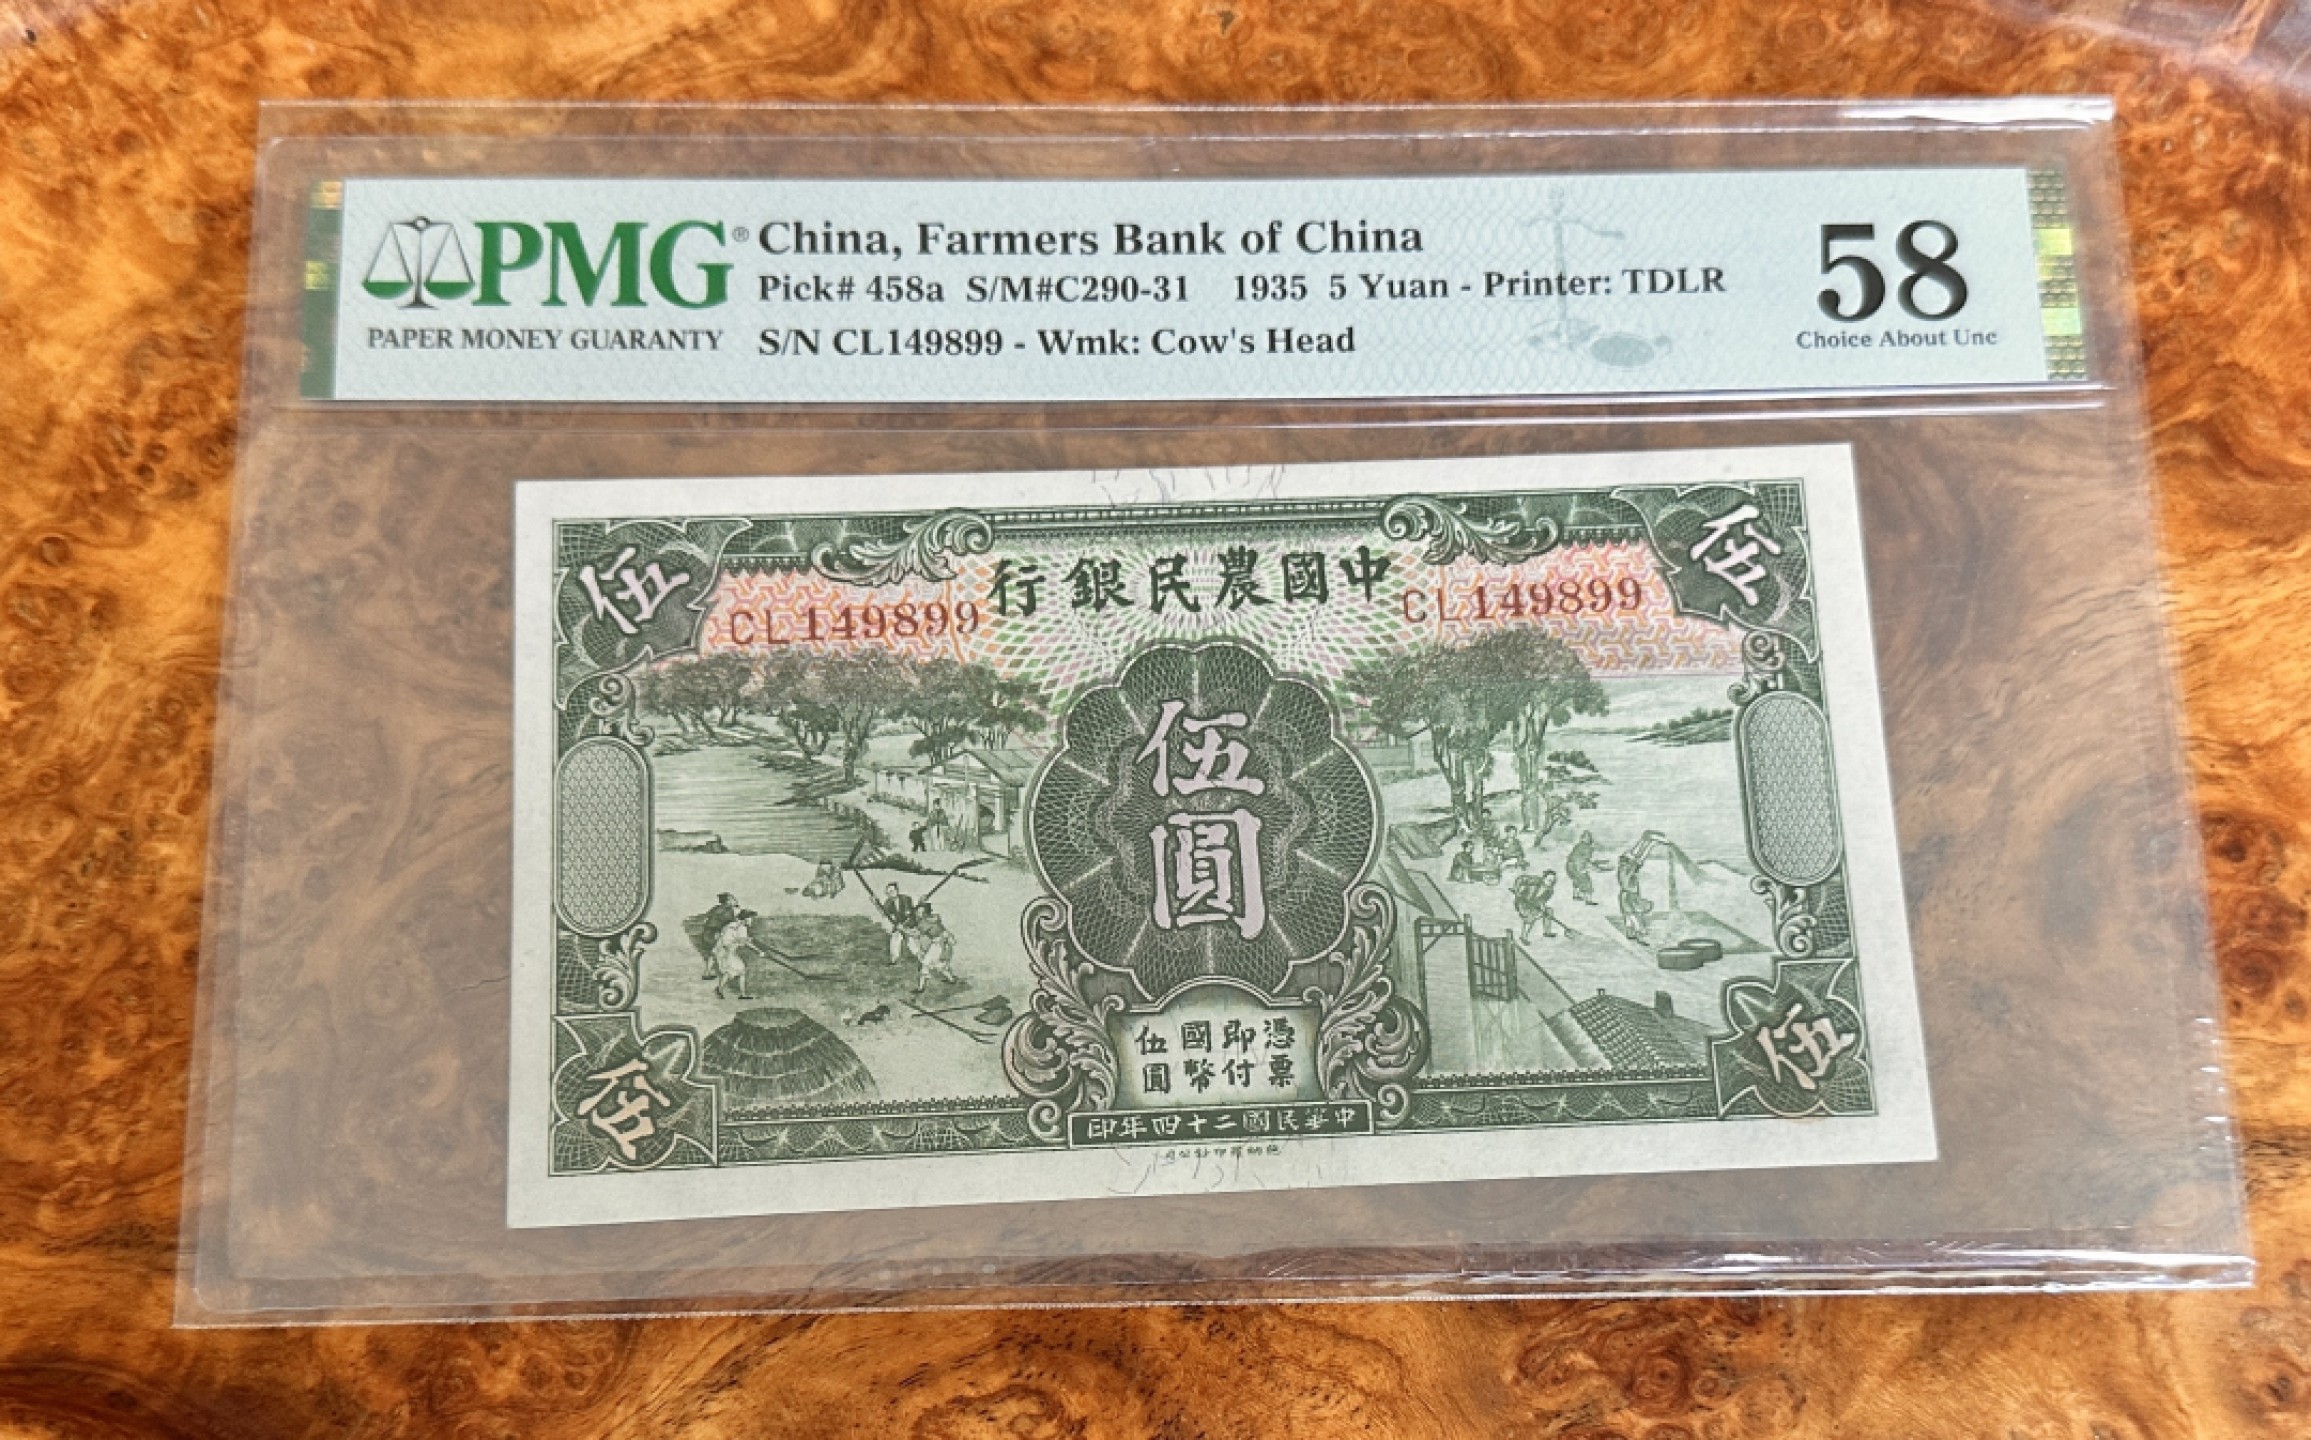 PMG®
PAPER MONEY GUARANTY
China, Farmers Bank of China
Pick# 458a S/M#C290-31 1935 5 Yuan - Printer: TDLR
S/N CL149899 - Wmk: Cow's Head
58
Choice About Unc
伍
行銀民農國中
伍
CL149899
CL149899
伍圓
憑票
即付
國幣
伍圓
伍
伍
印年四十二國民華中